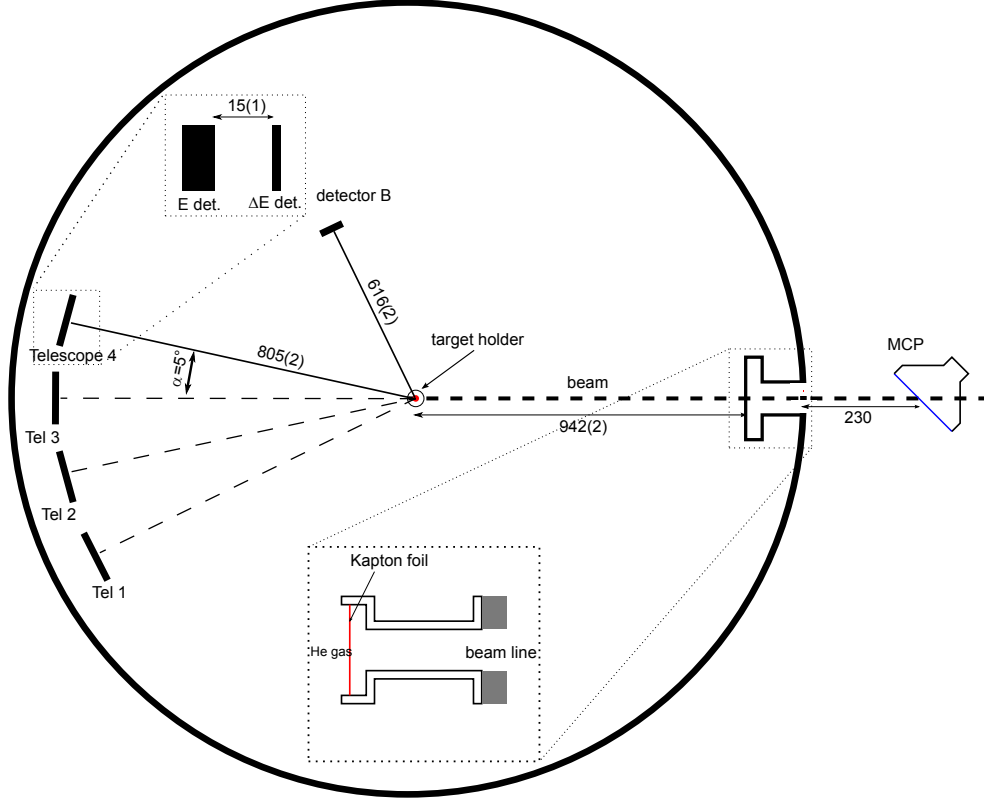 15(1)
E det.
ΔE det.
detector B
616(2)
target holder
MCP
Telescope 4
805(2)
α=5°
beam
942(2)
230
Tel 3
Tel 2
Tel 1
Kapton foil
He gas
beam line